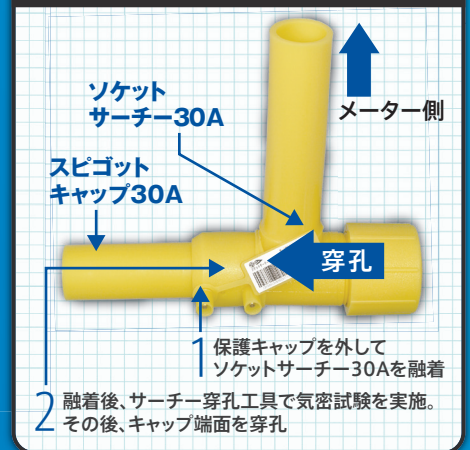 ソケット
サーチー30A
メーター側
スピゴット
キャップ30A
穿孔
1 保護キャップを外して
ソケットサーチー30Aを融着
2 融着後、サーチー穿孔工具で気密試験を実施。
その後、キャップ端面を穿孔